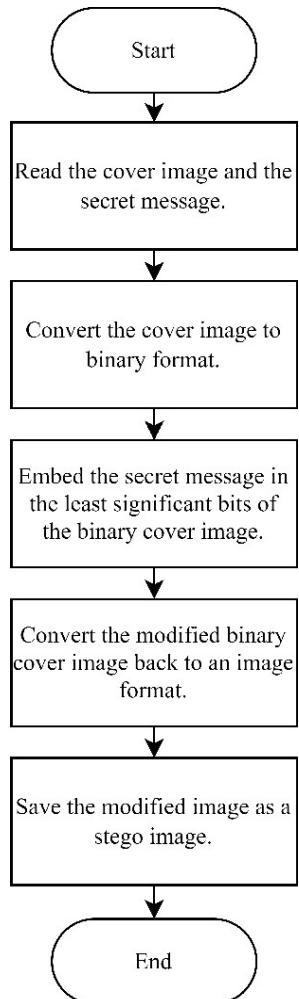 Start
Read the cover image and the
secret message.
Convert the cover image to
binary format.
Embed the secret message in
the least significant bits of
the binary cover image.
Convert the modified binary
cover image back to an image
format.
Save the modified image as a
stego image.
End